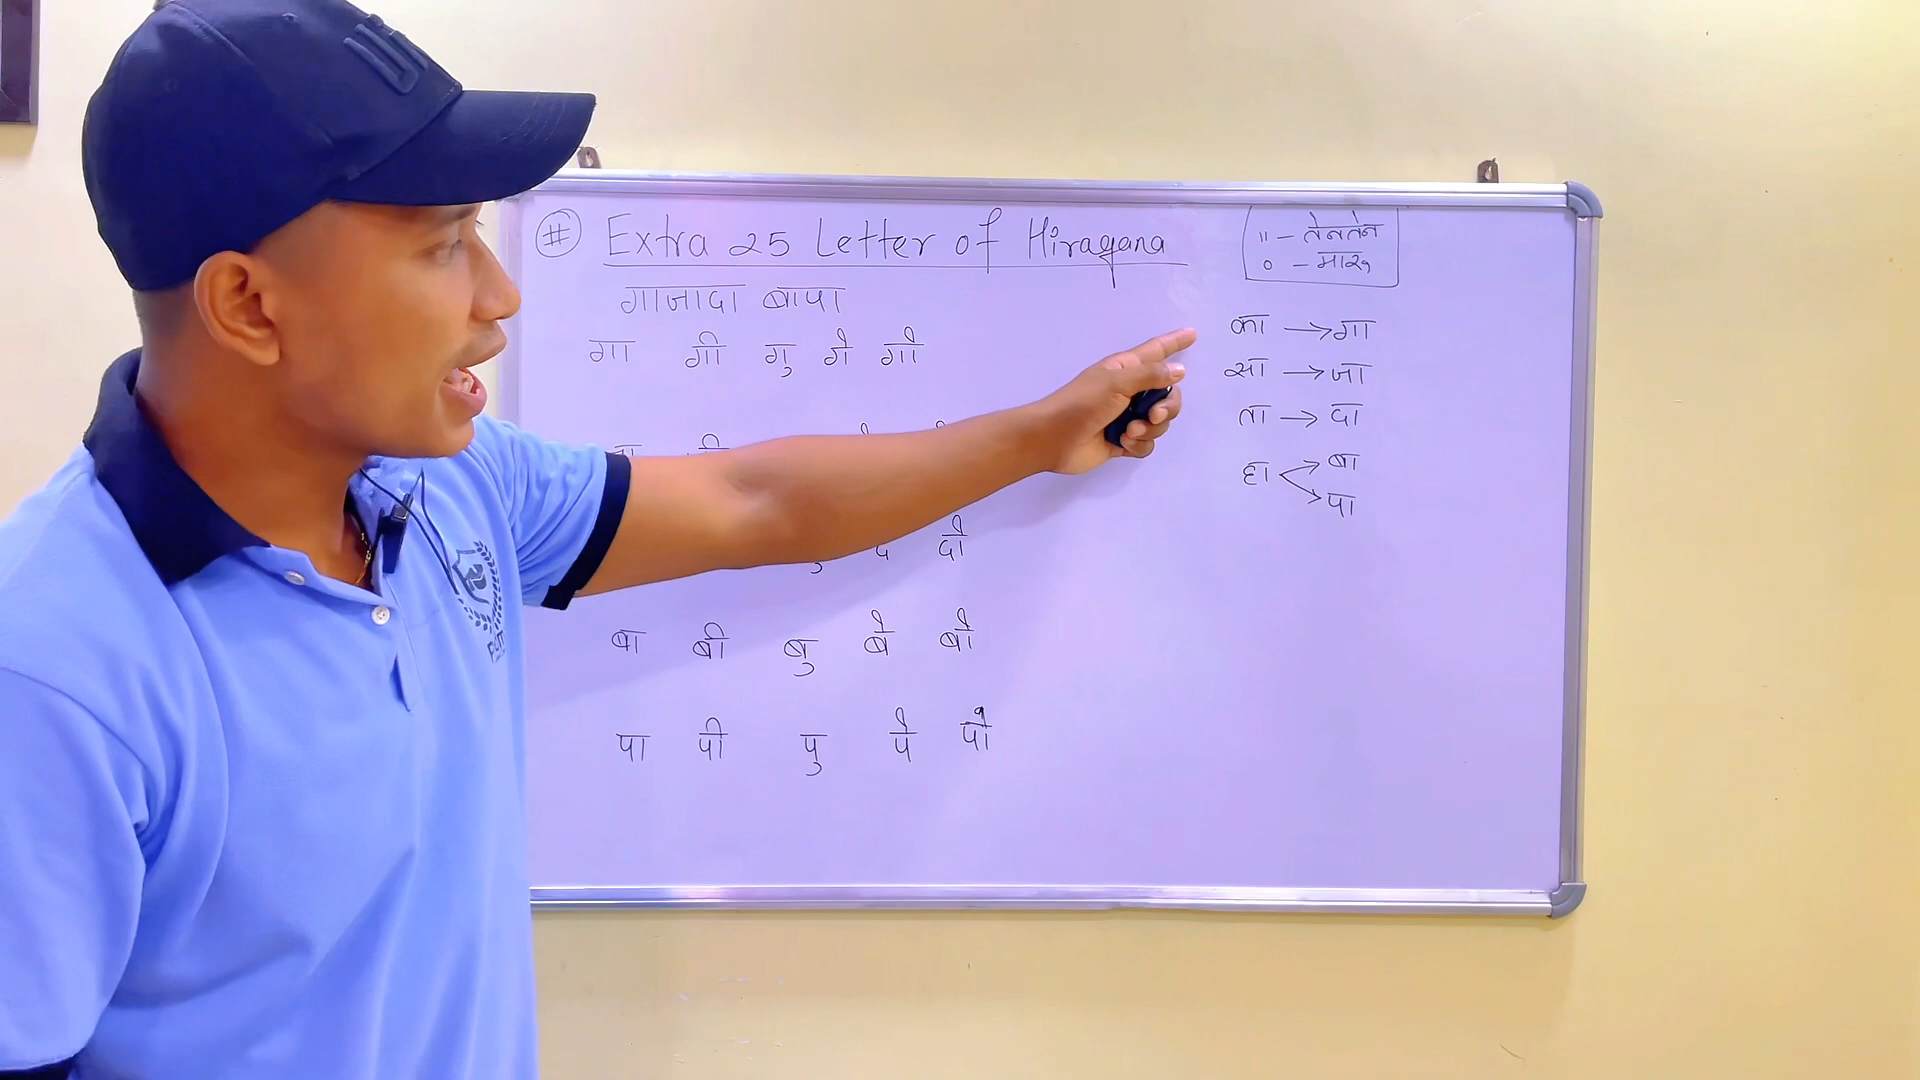 # Extra 25 Letter of Hiragana
गाजादा बापा
गा गी गु गे गो
दो
बा बी बु बे बो
पा पी पु पे पो
" - तेनतेन
० - मारु
का → गा
सा → जा
ता → दा
हा → बा
→ पा